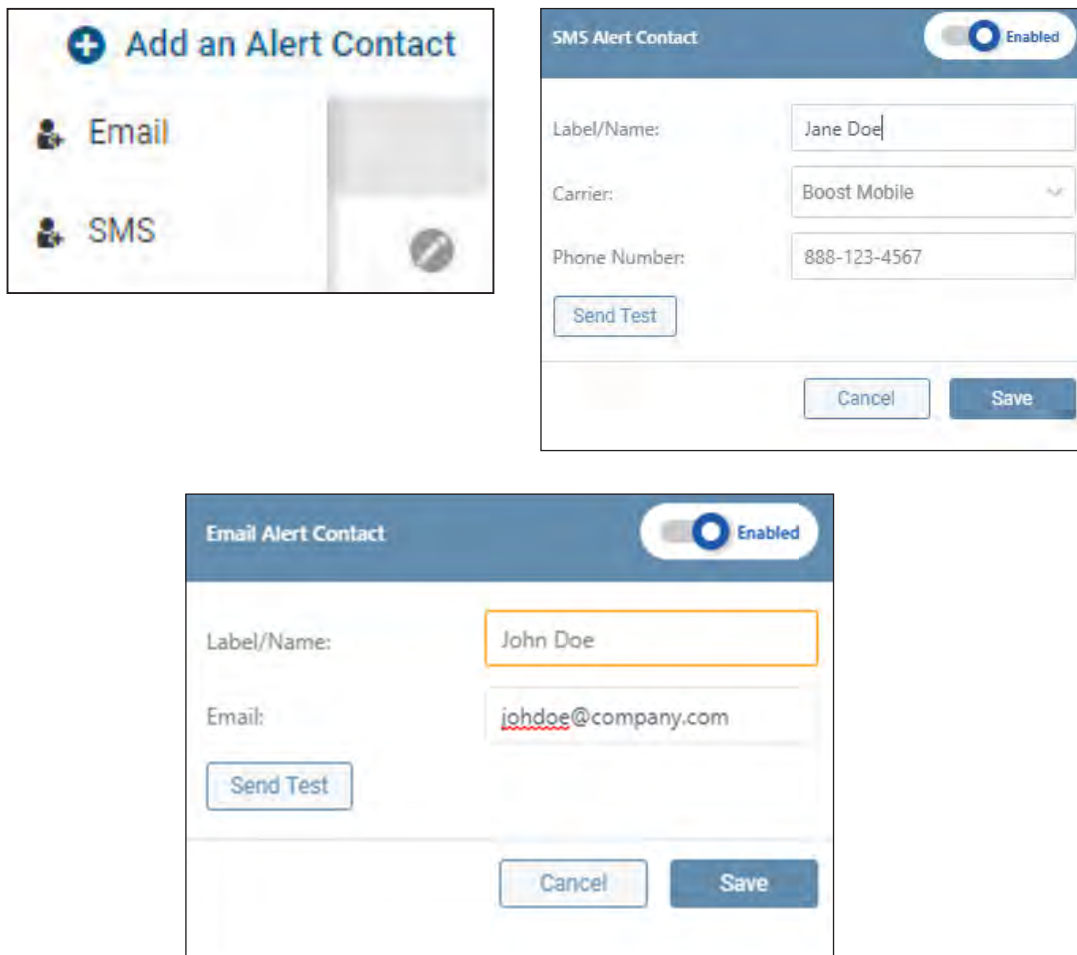 Add an Alert Contact
Email
SMS
SMS Alert Contact Enabled
Label/Name: Jane Doe
Carrier: Boost Mobile
Phone Number: 888-123-4567
Send Test
Cancel Save
Email Alert Contact Enabled
Label/Name: John Doe
Email: johdoe@company.com
Send Test
Cancel Save